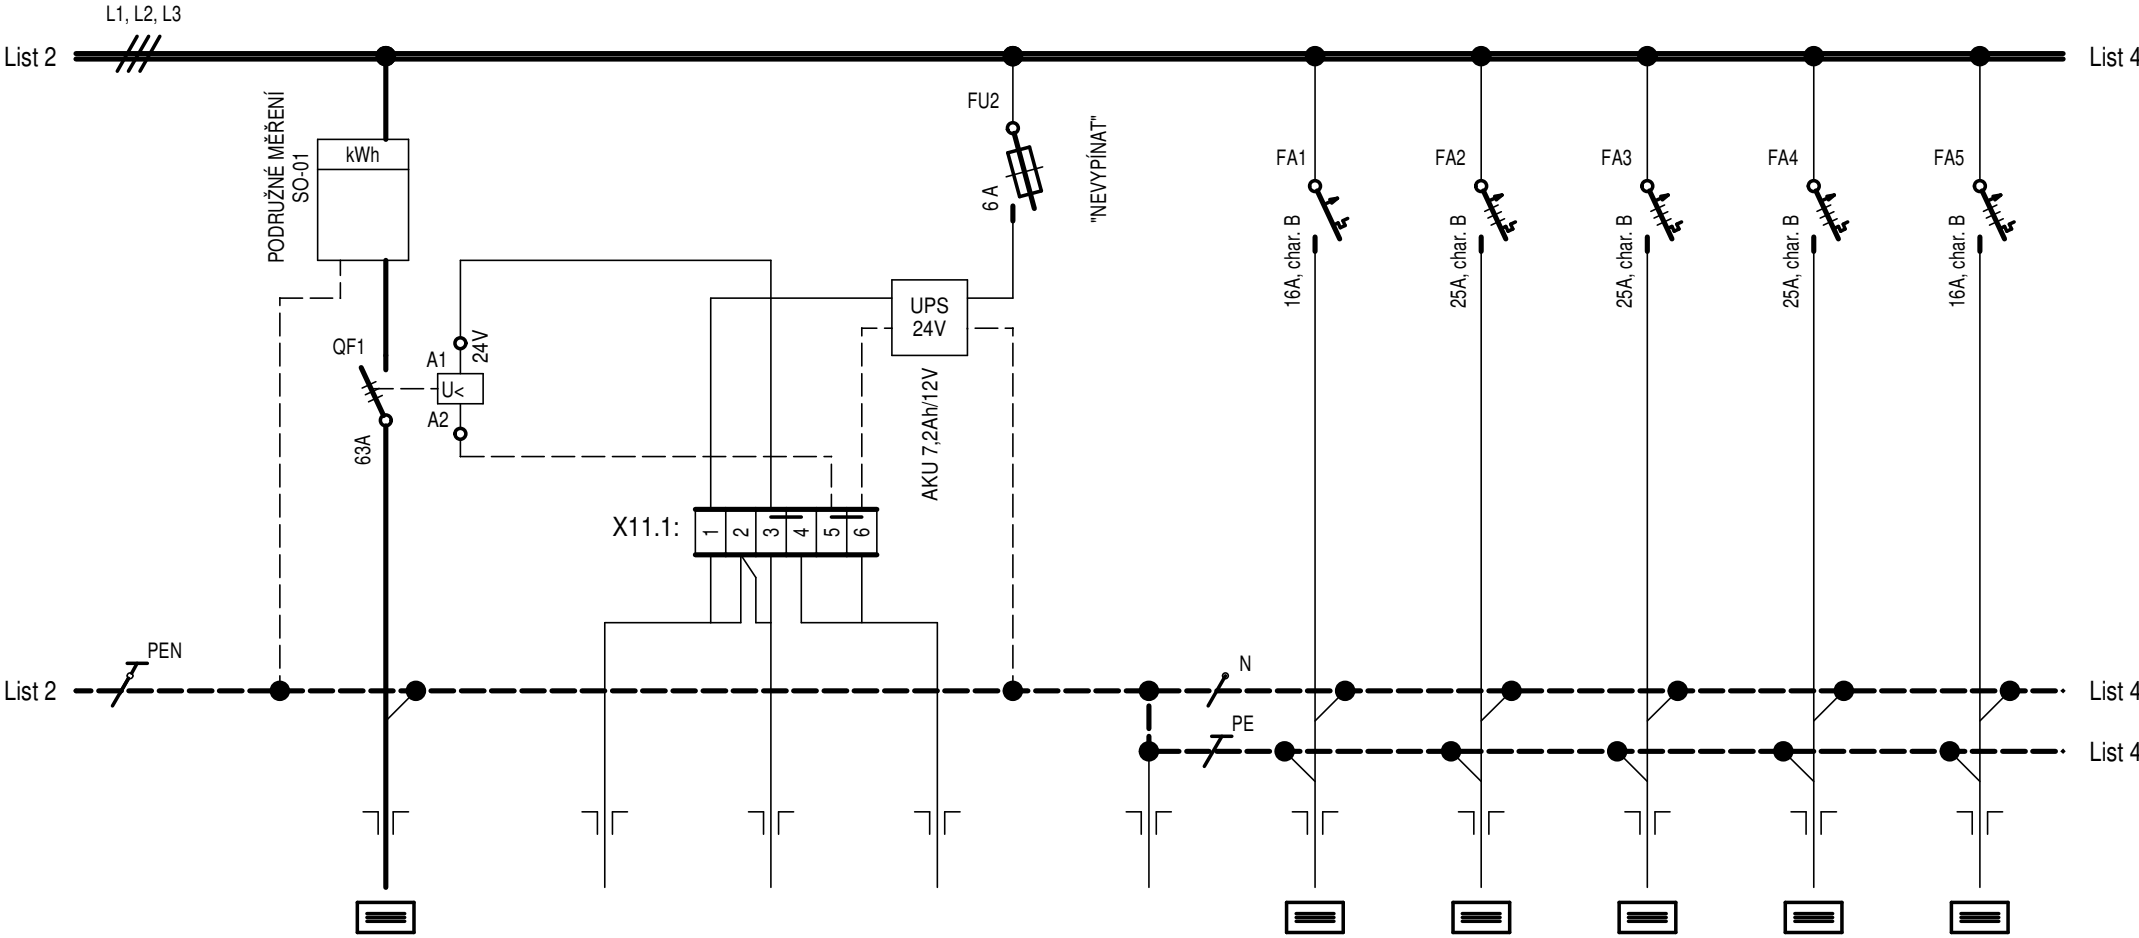 L1, L2, L3
List 2
List 4
PODRUŽNÉ MĚŘENÍ
SO-01
kWh
FU2
6 A
"NEVYPÍNAT"
FA1
16A, char. B
FA2
25A, char. B
FA3
25A, char. B
FA4
25A, char. B
FA5
16A, char. B
UPS
24V
AKU 7,2Ah/12V
QF1
63A
A1
24V
U<
A2
X11.1:
1
2
3
4
5
6
PEN
List 2
N
List 4
PE
List 4